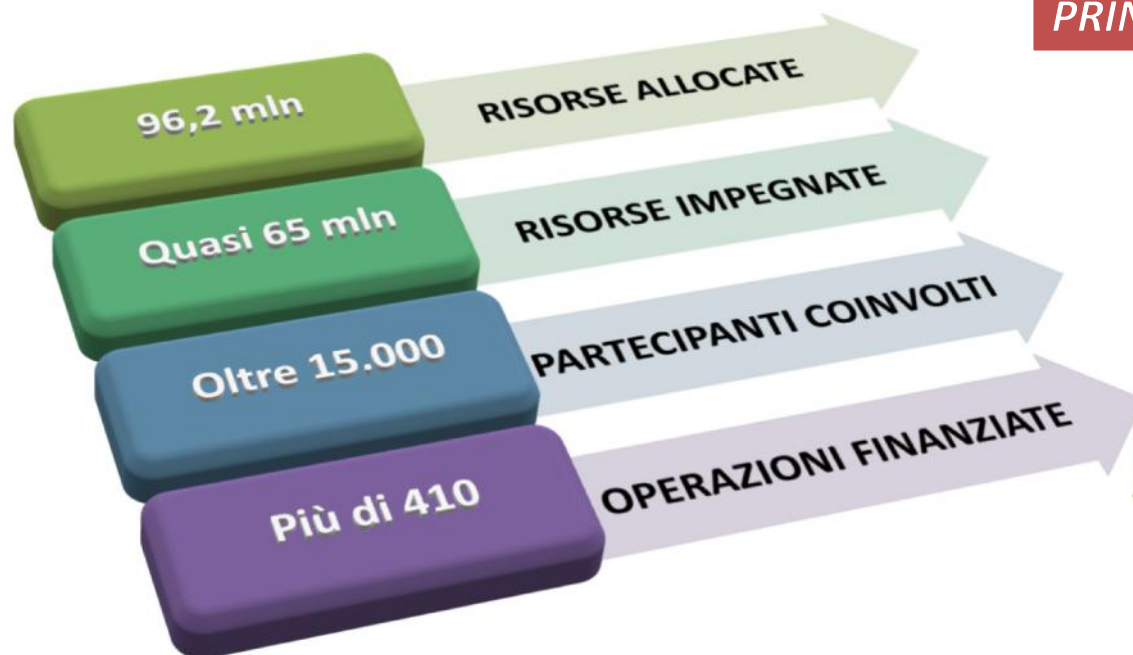 96,2 mln RISORSE ALLOCATE
Quasi 65 mln RISORSE IMPEGNATE
Oltre 15.000 PARTECIPANTI COINVOLTI
Più di 410 OPERAZIONI FINANZIATE